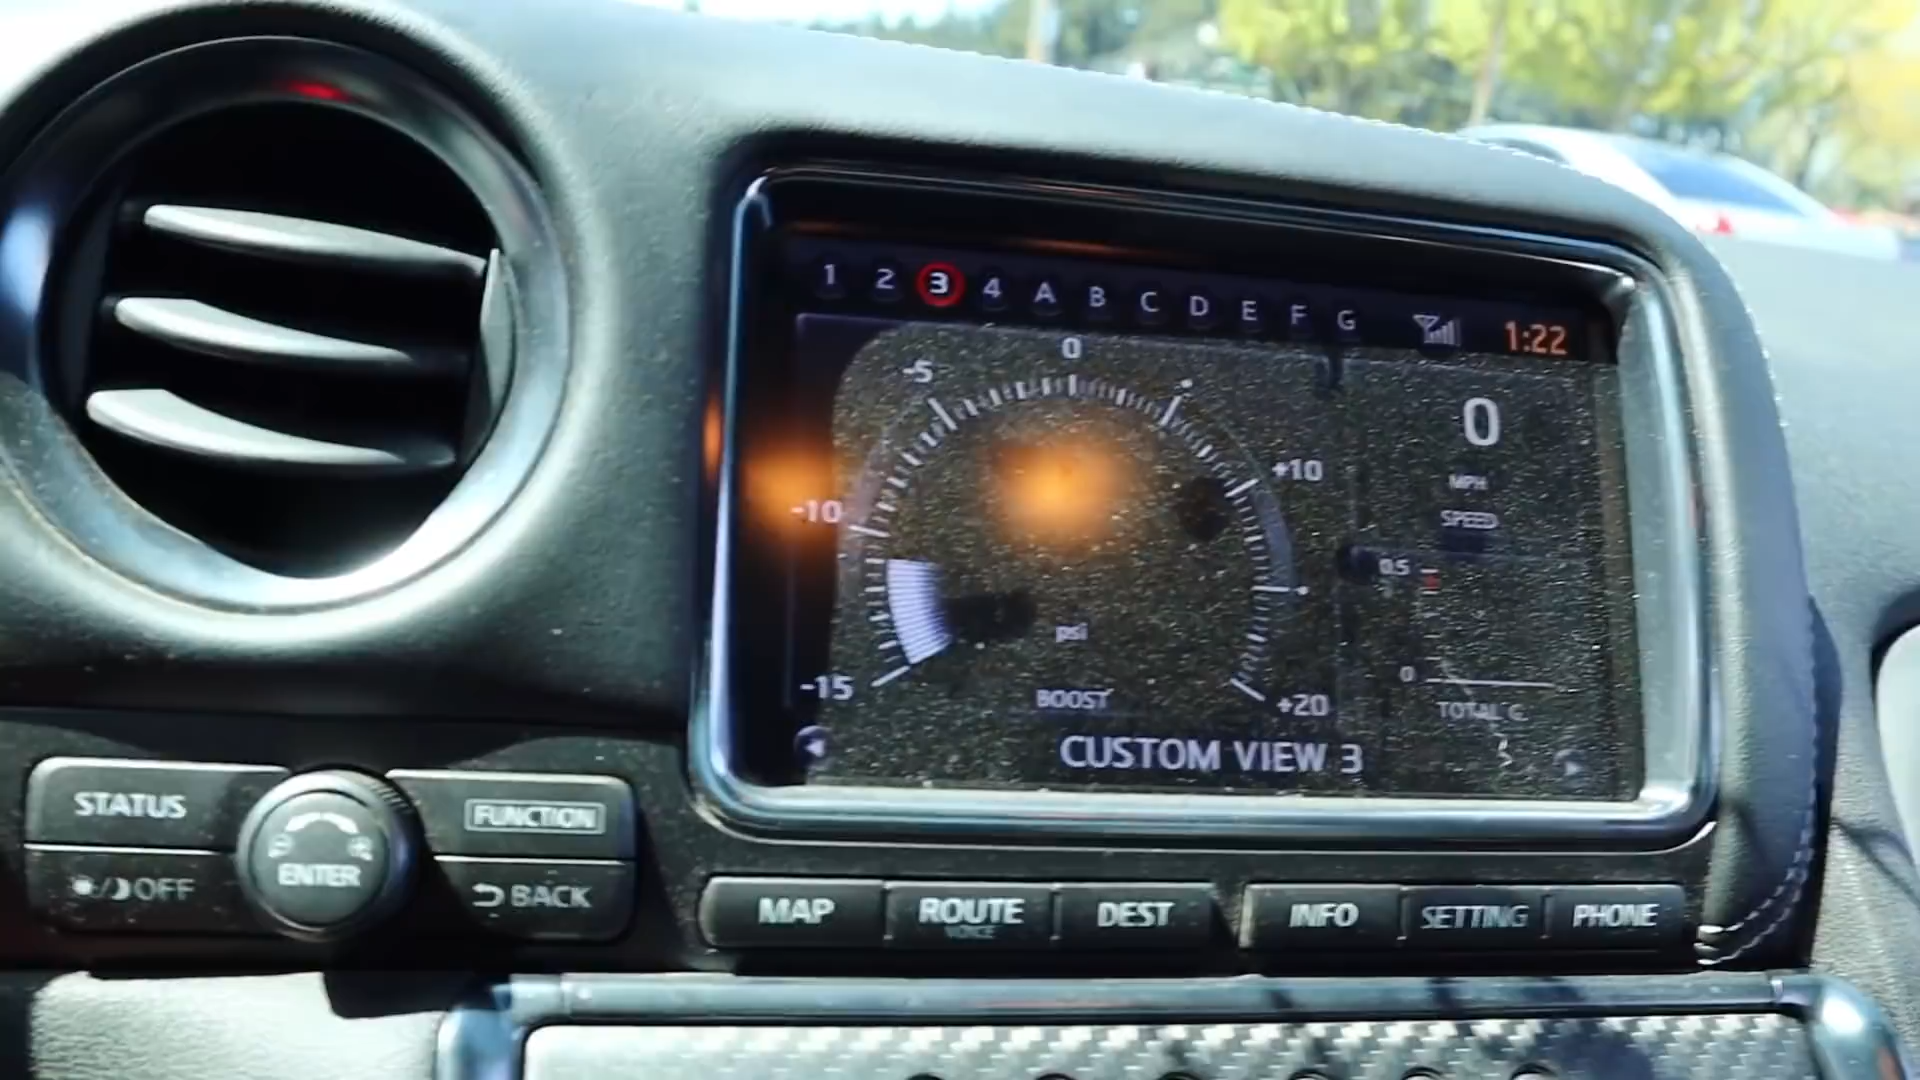 1 2 3 4 A B C D E F G 1:22
0
-5
+10
-10
-15
+20
psi
BOOST
0
MPH
SPEED
0.5
0
TOTAL G
CUSTOM VIEW 3
STATUS
FUNCTION
ENTER
OFF
BACK
MAP
ROUTE
VOICE
DEST
INFO
SETTING
PHONE